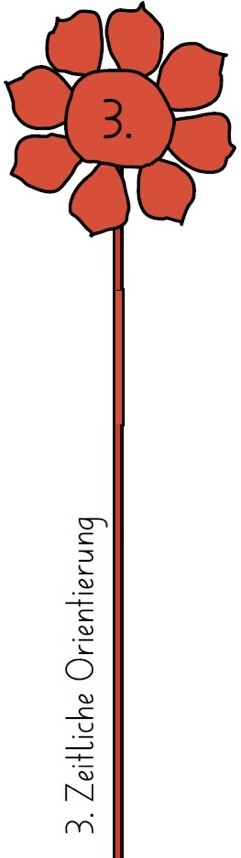 3.
3. Zeitliche Orientierung